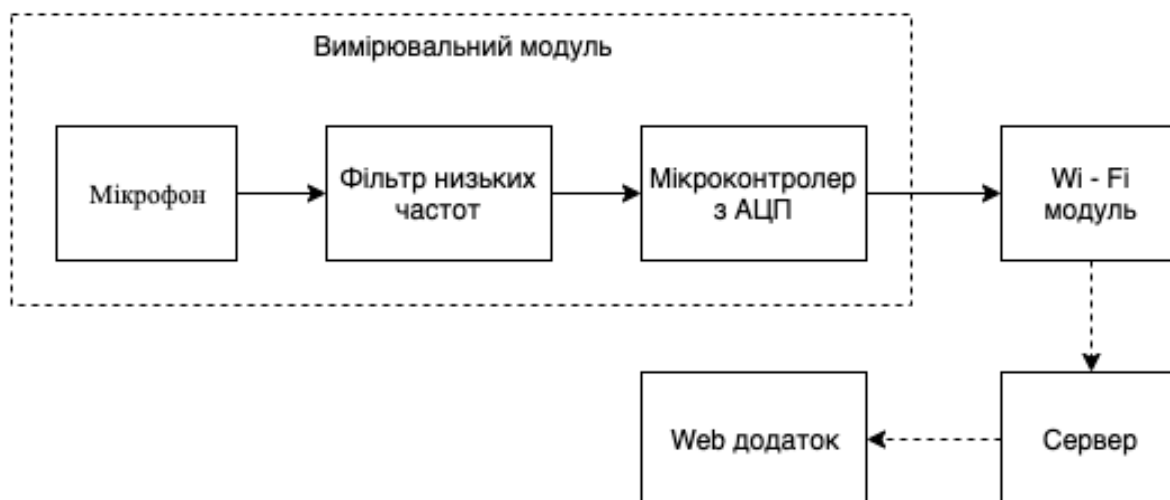 Вимірювальний модуль
Мікрофон
Фільтр низьких
частот
Мікроконтролер
з АЦП
Wi - Fi
модуль
Web додаток
Сервер